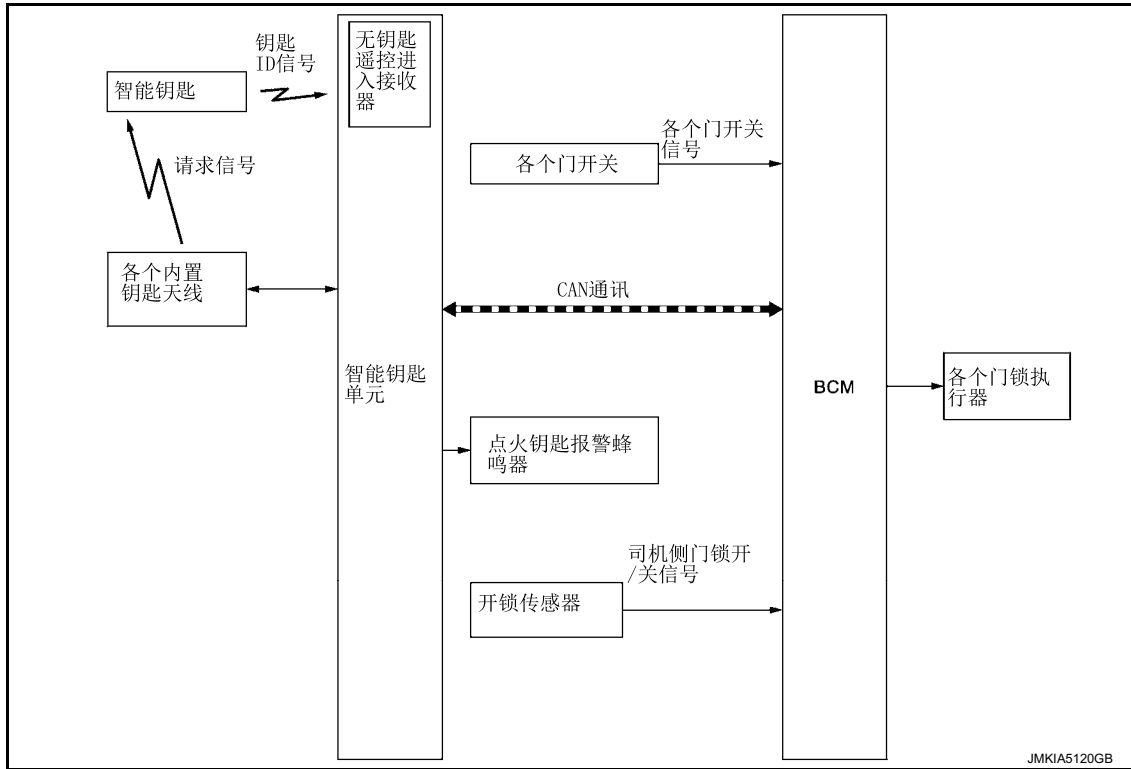 钥匙
ID信号
无钥匙
遥控进
入接收
器
智能钥匙
请求信号
各个门开关
信号
各个门开关
各个内置
钥匙天线
CAN通讯
智能钥匙
单元
BCM
各个门锁执
行器
点火钥匙报警蜂
鸣器
司机侧门锁开
/关信号
开锁传感器
JMKIA5120GB